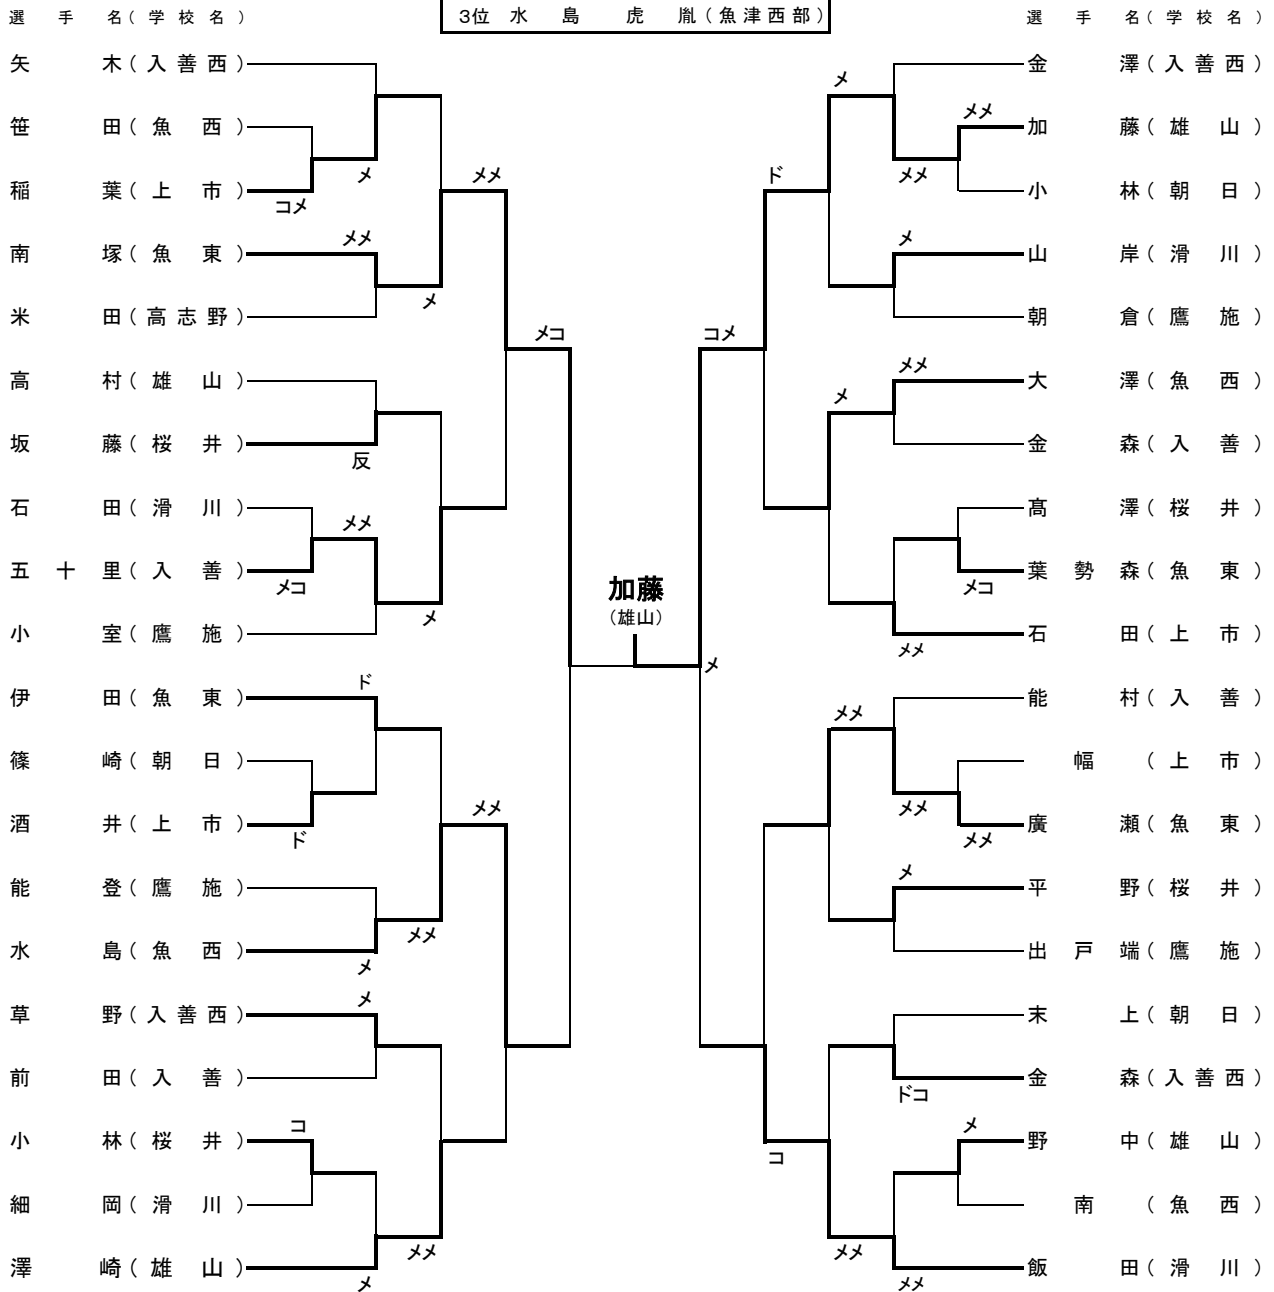 選手名(学校名) 3位 水島虎胤(魚津西部) 選手名(学校名)
矢木(入善西) 金澤(入善西)
メ
メメ
笹田(魚西) 加藤(雄山)
メ メメ ド メメ
稲葉(上市) 小林(朝日)
コメ
メメ メ
南塚(魚東) 山岸(滑川)
メ
米田(高志野) 朝倉(鷹施)
メコ コメ
メメ
高村(雄山) 大澤(魚西)
メ
坂藤(桜井) 金森(入善)
反
石田(滑川) 髙澤(桜井)
メメ
五十里(入善) 葉勢森(魚東)
メコ 加藤 メコ
メ (雄山)
小室(鷹施) 石田(上市)
メメ
メ
ド
伊田(魚東) 能村(入善)
メメ
篠崎(朝日) 幅(上市)
メメ メメ
酒井(上市) 廣瀬(魚東)
ド メメ
メ
能登(鷹施) 平野(桜井)
メメ
水島(魚西) 出戸端(鷹施)
メ
メ
草野(入善西) 末上(朝日)
前田(入善) 金森(入善西)
ドコ
コ メ
小林(桜井) 野中(雄山)
コ
細岡(滑川) 南(魚西)
メメ メメ
澤崎(雄山) 飯田(滑川)
メ メメ